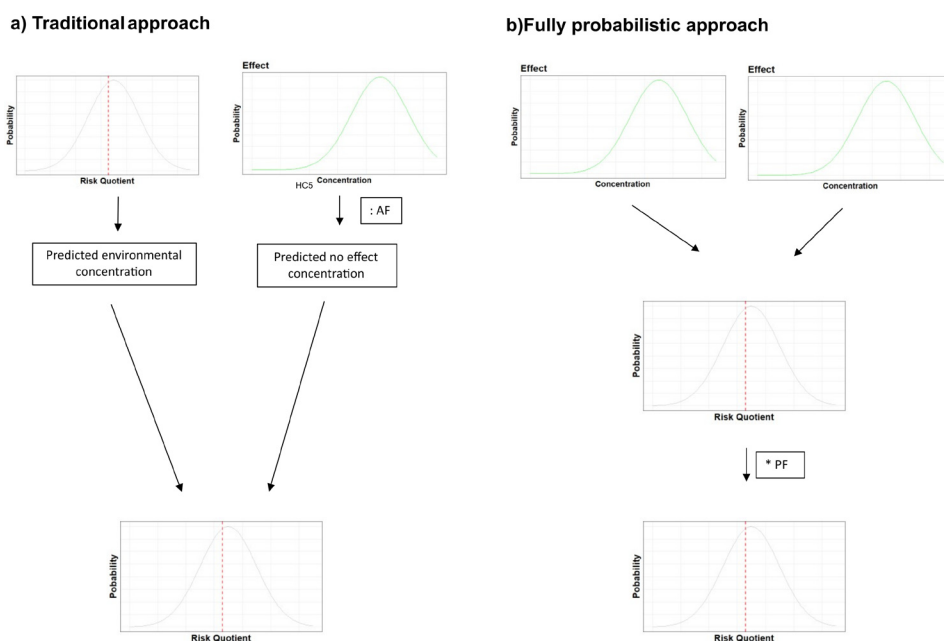 a) Traditional approach
Pobability
Risk Quotient
Effect
Pobability
Concentration
HC5
: AF
Predicted environmental
concentration
Predicted no effect
concentration
Pobability
Risk Quotient
b)Fully probabilistic approach
Effect
Pobability
Concentration
Effect
Pobability
Concentration
Pobability
Risk Quotient
* PF
Pobability
Risk Quotient